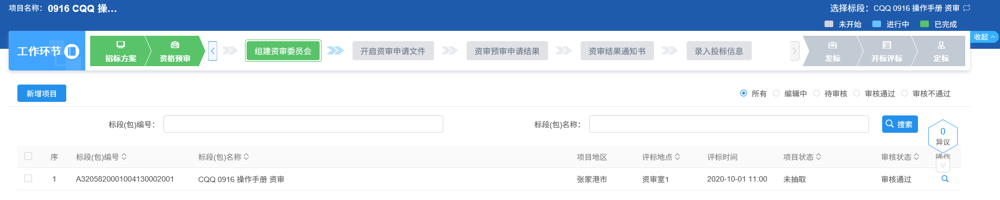 项目名称: 0916 CQQ 操...
选择标段: CQQ 0916 操作手册 资审
未开始 进行中 已完成
收起
工作环节
招标方案 资格预审 组建资审委员会 开启资审申请文件 资审预审申请结果 资审结果通知书 录入投标信息 发标 开标评标 定标
新增项目
所有 编辑中 待审核 审核通过 审核不通过
标段(包)编号: 标段(包)名称: 搜索
0
异议
序 标段(包)编号 标段(包)名称 项目地区 评标地点 评标时间 项目状态 审核状态 操作
1 A3205820001004130002001 CQQ 0916 操作手册 资审 张家港市 资审室1 2020-10-01 11:00 未抽取 审核通过